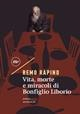 REMO RAPINO
Vita, morte
e miracoli di
Bonfiglio Liborio